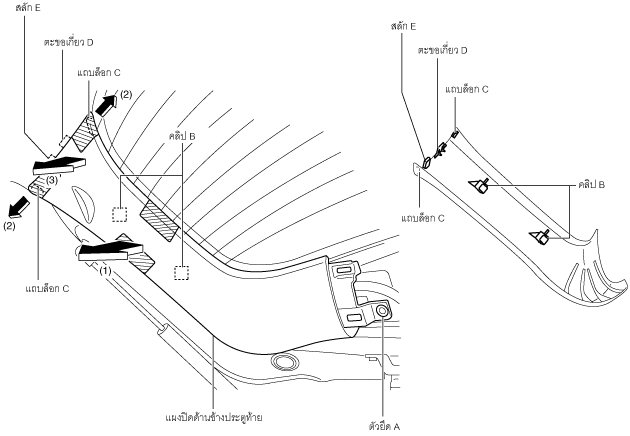 สลัก E
ตะขอเกี่ยว D
แถบล็อก C
(2)
คลิป B
(3)
(2)
(1)
แถบล็อก C
แผงปิดด้านข้างประตูท้าย
ตัวยึด A
สลัก E
ตะขอเกี่ยว D
แถบล็อก C
คลิป B
แถบล็อก C